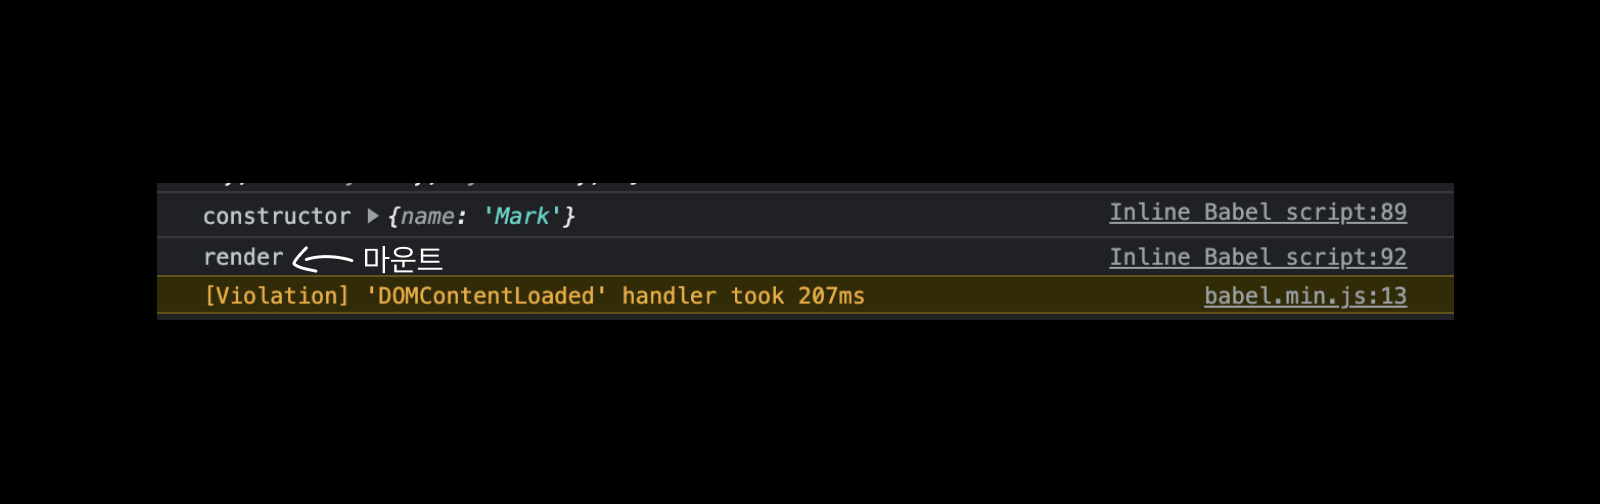 constructor ▶ {name: 'Mark'} Inline Babel script:89
render 마운트 Inline Babel script:92
[Violation] 'DOMContentLoaded' handler took 207ms babel.min.js:13